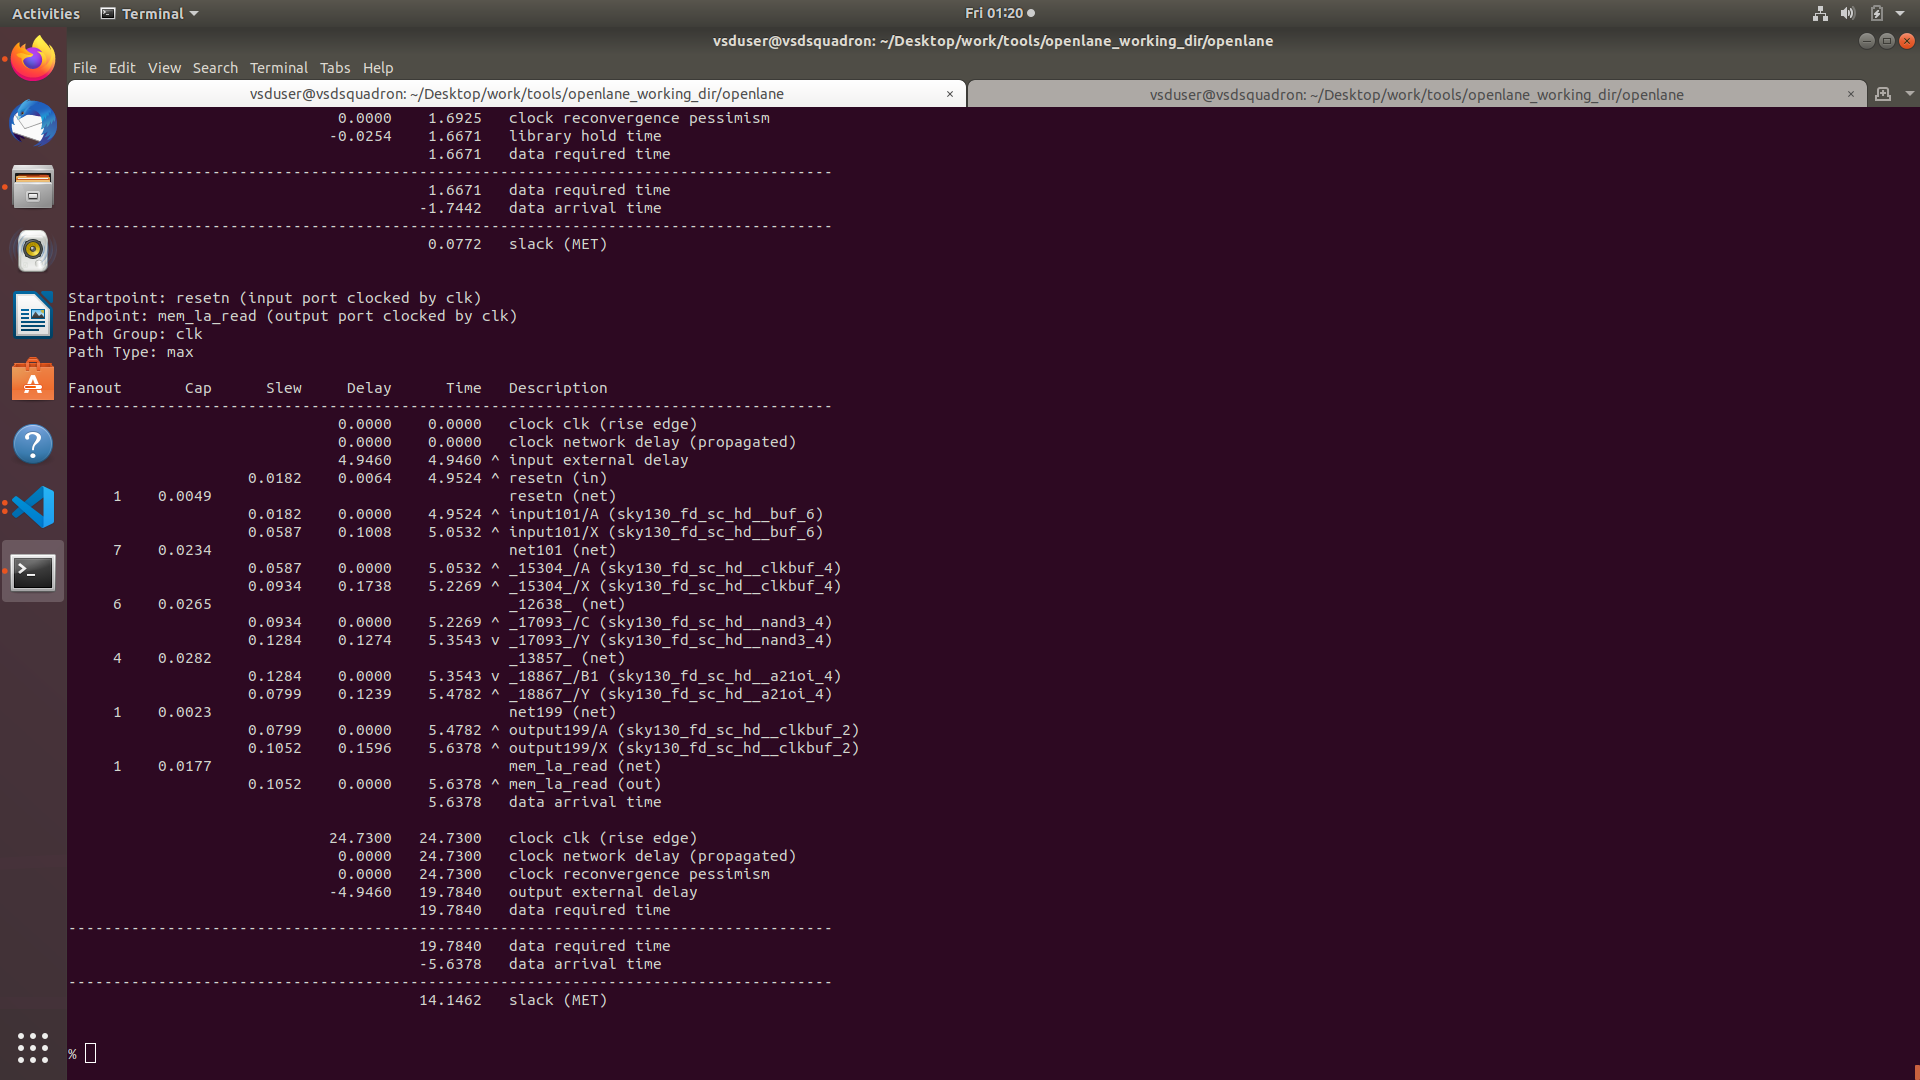 Activities
Terminal
Fri 01:20
vsduser@vsdsquadron: ~/Desktop/work/tools/openlane_working_dir/openlane
File Edit View Search Terminal Tabs Help
vsduser@vsdsquadron: ~/Desktop/work/tools/openlane_working_dir/openlane ×
vsduser@vsdsquadron: ~/Desktop/work/tools/openlane_working_dir/openlane ×
0.0000 1.6925 clock reconvergence pessimism
-0.0254 1.6671 library hold time
1.6671 data required time
-------------------------------------------------------------------------------------
1.6671 data required time
-1.7442 data arrival time
-------------------------------------------------------------------------------------
0.0772 slack (MET)
Startpoint: resetn (input port clocked by clk)
Endpoint: mem_la_read (output port clocked by clk)
Path Group: clk
Path Type: max
Fanout Cap Slew Delay Time Description
-------------------------------------------------------------------------------------
0.0000 0.0000 clock clk (rise edge)
0.0000 0.0000 clock network delay (propagated)
4.9460 4.9460 ^ input external delay
0.0182 0.0064 4.9524 ^ resetn (in)
1 0.0049 resetn (net)
0.0182 0.0000 4.9524 ^ input101/A (sky130_fd_sc_hd__buf_6)
0.0587 0.1008 5.0532 ^ input101/X (sky130_fd_sc_hd__buf_6)
7 0.0234 net101 (net)
0.0587 0.0000 5.0532 ^ _15304_/A (sky130_fd_sc_hd__clkbuf_4)
0.0934 0.1738 5.2269 ^ _15304_/X (sky130_fd_sc_hd__clkbuf_4)
6 0.0265 _12638_ (net)
0.0934 0.0000 5.2269 ^ _17093_/C (sky130_fd_sc_hd__nand3_4)
0.1284 0.1274 5.3543 v _17093_/Y (sky130_fd_sc_hd__nand3_4)
4 0.0282 _13857_ (net)
0.1284 0.0000 5.3543 v _18867_/B1 (sky130_fd_sc_hd__a21oi_4)
0.0799 0.1239 5.4782 ^ _18867_/Y (sky130_fd_sc_hd__a21oi_4)
1 0.0023 net199 (net)
0.0799 0.0000 5.4782 ^ output199/A (sky130_fd_sc_hd__clkbuf_2)
0.1052 0.1596 5.6378 ^ output199/X (sky130_fd_sc_hd__clkbuf_2)
1 0.0177 mem_la_read (net)
0.1052 0.0000 5.6378 ^ mem_la_read (out)
5.6378 data arrival time
24.7300 24.7300 clock clk (rise edge)
0.0000 24.7300 clock network delay (propagated)
0.0000 24.7300 clock reconvergence pessimism
-4.9460 19.7840 output external delay
19.7840 data required time
-------------------------------------------------------------------------------------
19.7840 data required time
-5.6378 data arrival time
-------------------------------------------------------------------------------------
14.1462 slack (MET)
%